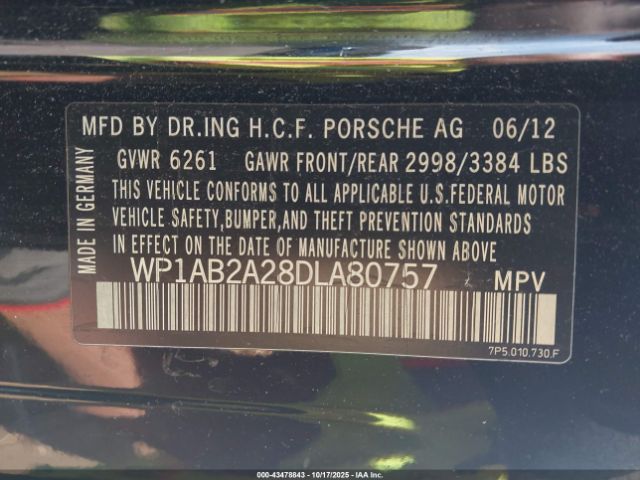 MFD BY DR.ING H.C.F. PORSCHE AG 06/12
GVWR 6261 GAWR FRONT/REAR 2998/3384 LBS
THIS VEHICLE CONFORMS TO ALL APPLICABLE U.S.FEDERAL MOTOR
VEHICLE SAFETY,BUMPER,AND THEFT PREVENTION STANDARDS
IN EFFECT ON THE DATE OF MANUFACTURE SHOWN ABOVE
MADE IN GERMANY
WP1AB2A28DLA80757 MPV
7P5.010.730.F
000-43478843 - 10/17/2025 - IAAI.COM